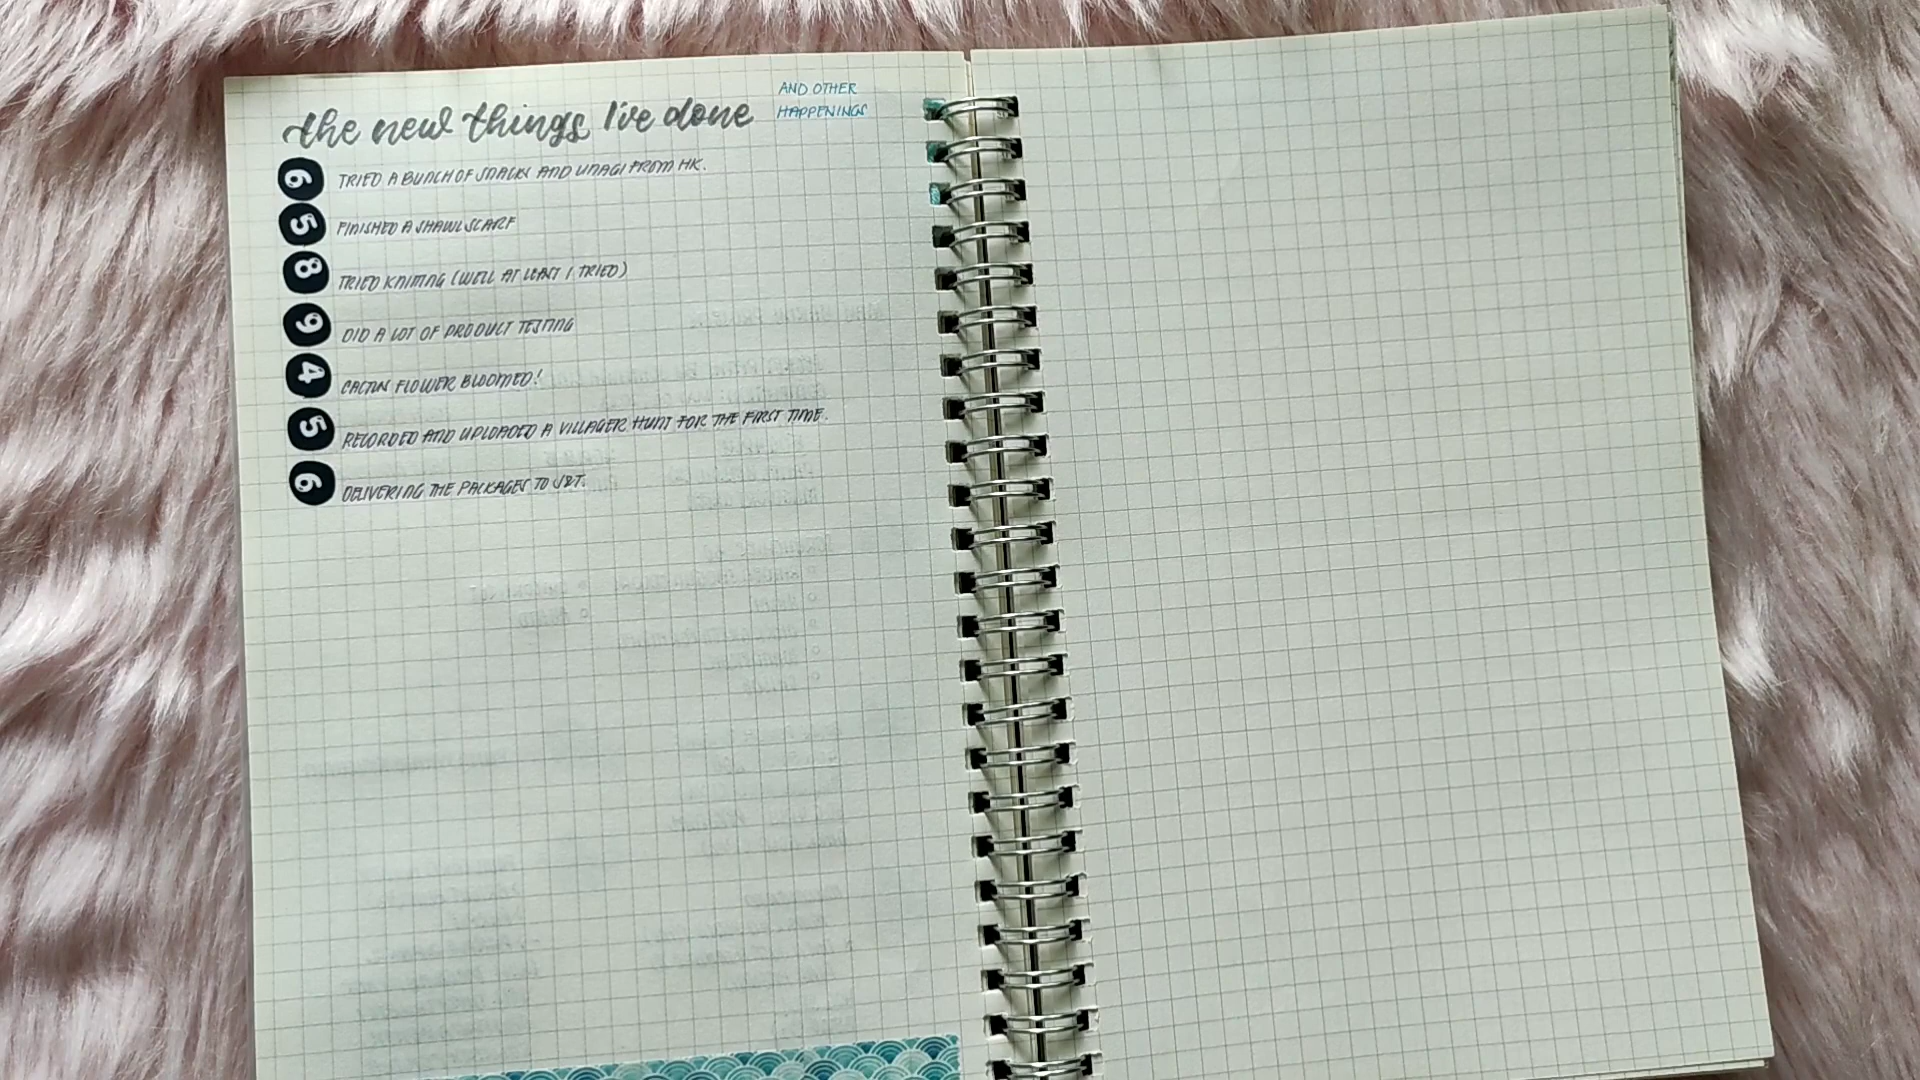 the new things I've done
AND OTHER
HAPPENINGS
6 TRIED A BUNCH OF SNACKS AND UNAGI FROM HK.
5 FINISHED A SHAWL SCARF
8 TRIED KNITTING (WELL AT LEAST I TRIED)
9 DID A LOT OF PRODUCT TESTING
4 CACTUS FLOWER BLOOMED!
5 RECORDED AND UPLOADED A VILLAGER HUNT FOR THE FIRST TIME.
6 DELIVERING THE PACKAGES TO J&T.